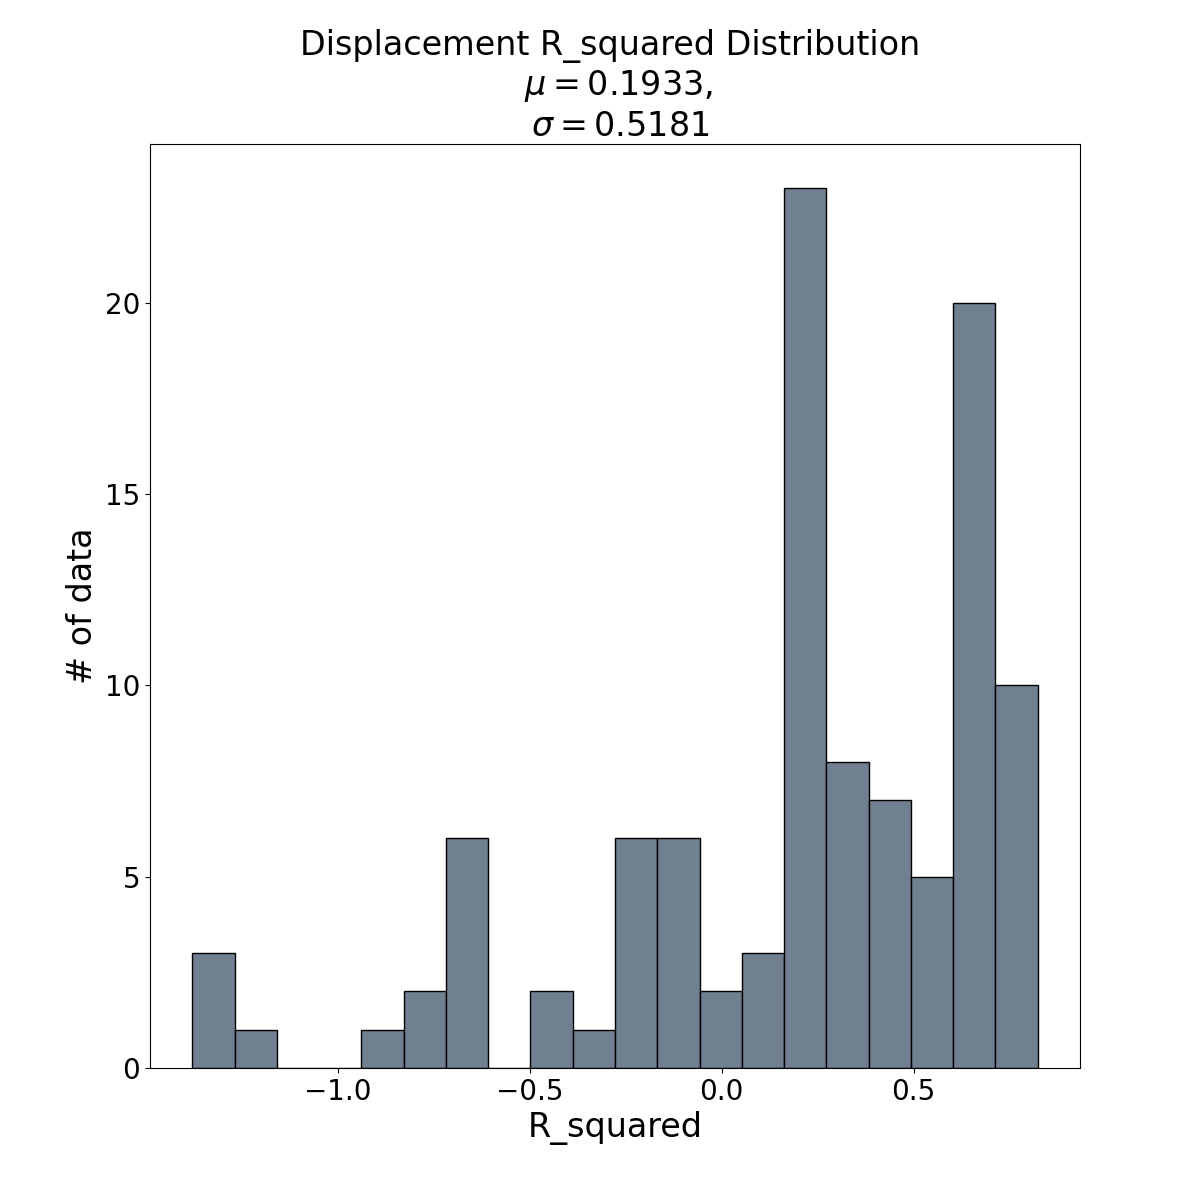 Displacement R_squared Distribution
μ = 0.1933,
σ = 0.5181
# of data
20
15
10
5
0
−1.0
−0.5
0.0
0.5
R_squared